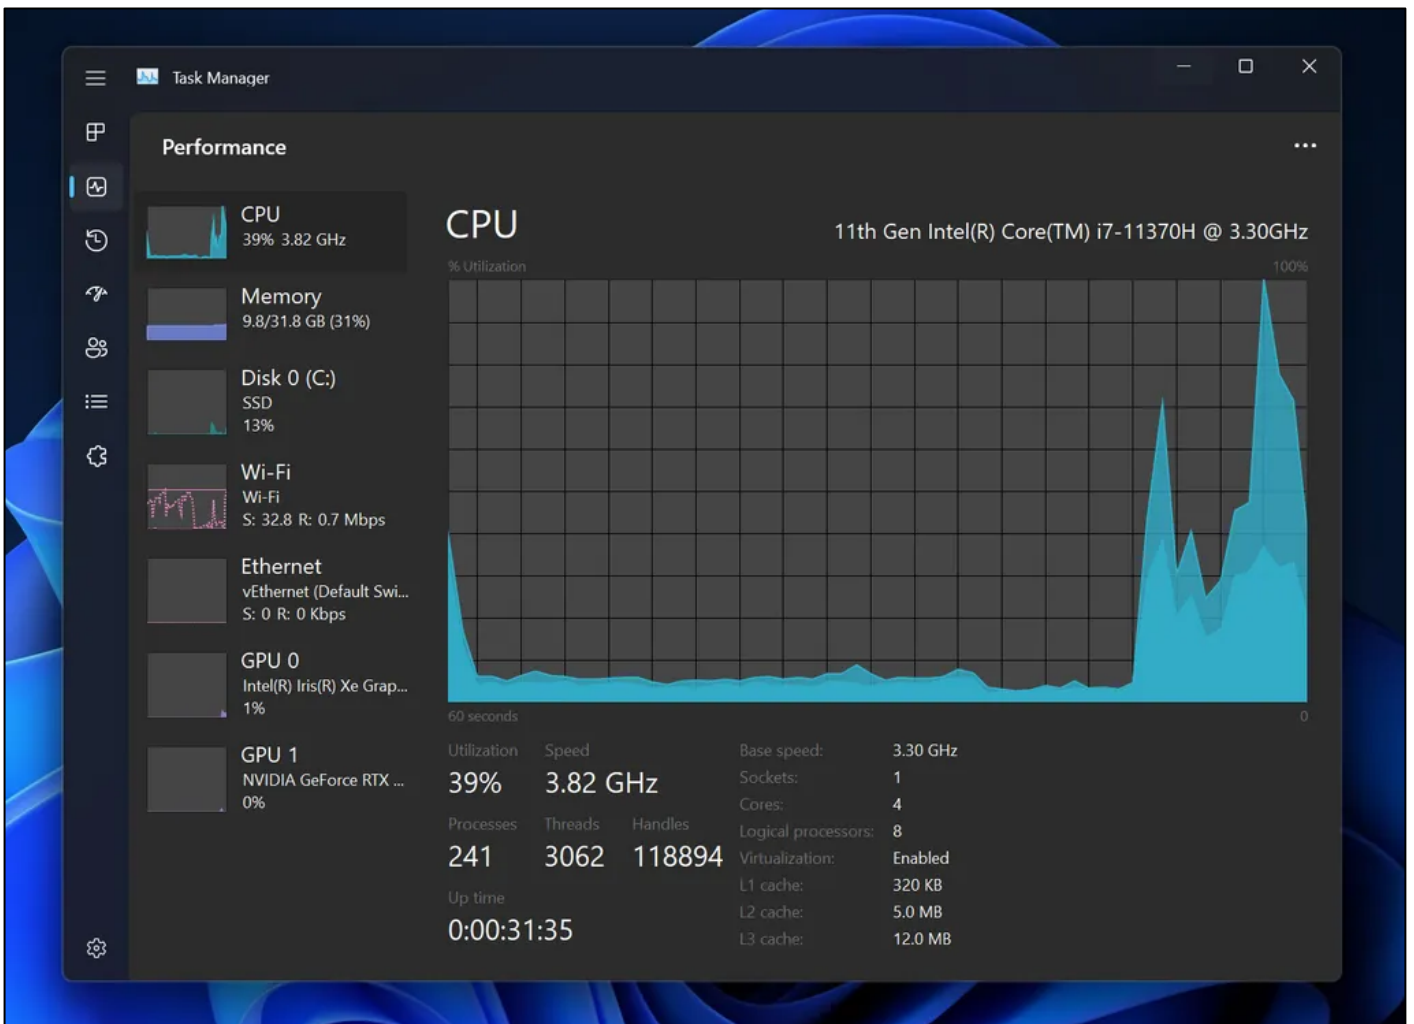 Task Manager
Performance
CPU
39% 3.82 GHz
Memory
9.8/31.8 GB (31%)
Disk 0 (C:)
SSD
13%
Wi-Fi
Wi-Fi
S: 32.8 R: 0.7 Mbps
Ethernet
vEthernet (Default Swi...
S: 0 R: 0 Kbps
GPU 0
Intel(R) Iris(R) Xe Grap...
1%
GPU 1
NVIDIA GeForce RTX ...
0%
CPU 11th Gen Intel(R) Core(TM) i7-11370H @ 3.30GHz
% Utilization 100%
60 seconds 0
Utilization Speed
39% 3.82 GHz
Processes Threads Handles
241 3062 118894
Up time
0:00:31:35
Base speed: 3.30 GHz
Sockets: 1
Cores: 4
Logical processors: 8
Virtualization: Enabled
L1 cache: 320 KB
L2 cache: 5.0 MB
L3 cache: 12.0 MB